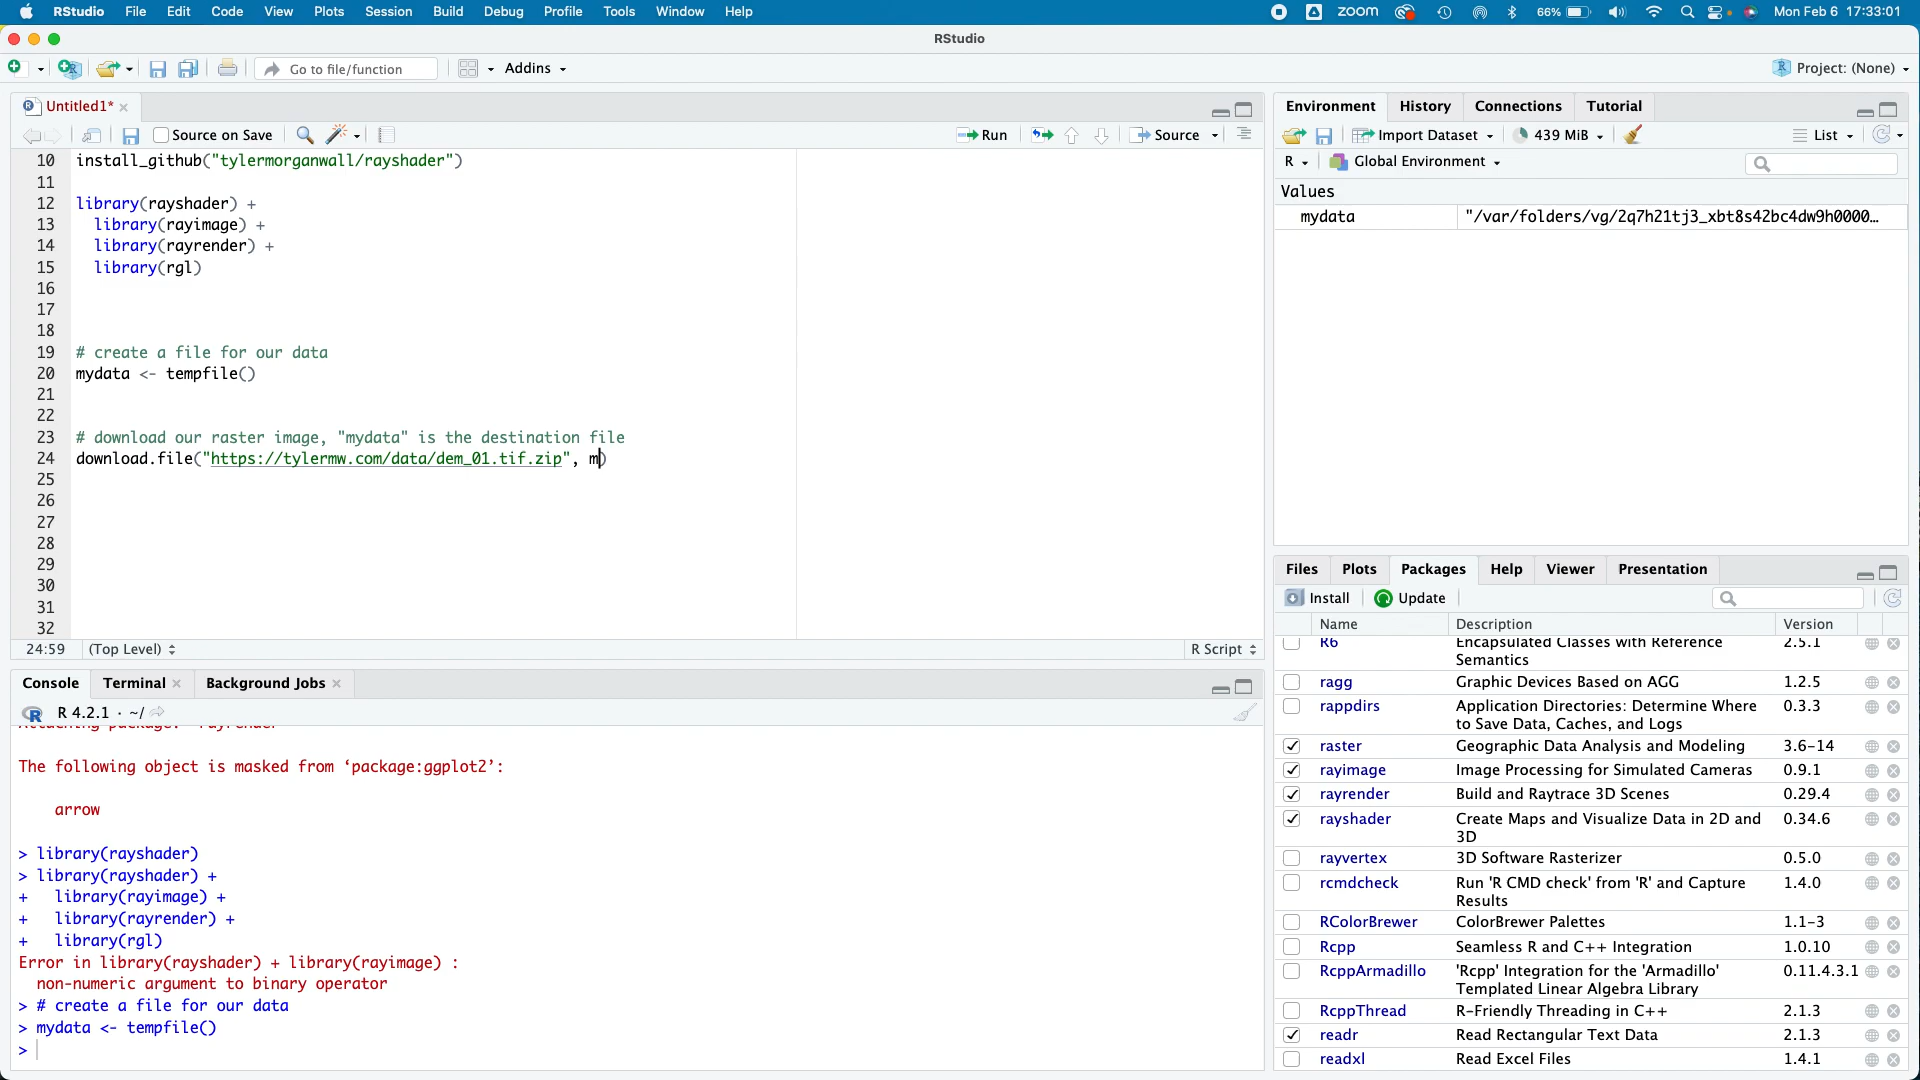 RStudio File Edit Code View Plots Session Build Debug Profile Tools Window Help zoom 66% Mon Feb 6 17:33:01
RStudio
Go to file/function Addins Project: (None)
Untitled1*
Source on Save Run Source
10 install_github("tylermorganwall/rayshader")
11
12 library(rayshader) +
13 library(rayimage) +
14 library(rayrender) +
15 library(rgl)
16
17
18
19 # create a file for our data
20 mydata <- tempfile()
21
22
23 # download our raster image, "mydata" is the destination file
24 download.file("https://tylermw.com/data/dem_01.tif.zip", m)
25
26
27
28
29
30
31
32
24:59 (Top Level) R Script
Console Terminal Background Jobs
R 4.2.1 · ~/
The following object is masked from ‘package:ggplot2’:
arrow
> library(rayshader)
> library(rayshader) +
+ library(rayimage) +
+ library(rayrender) +
+ library(rgl)
Error in library(rayshader) + library(rayimage) :
non-numeric argument to binary operator
> # create a file for our data
> mydata <- tempfile()
>
Environment History Connections Tutorial
Import Dataset 439 MiB List
R Global Environment
Values
mydata "/var/folders/vg/2q7h21tj3_xbt8s42bc4dw9h0000…
Files Plots Packages Help Viewer Presentation
Install Update
Name Description Version
R6 Encapsulated Classes with Reference Semantics 2.5.1
ragg Graphic Devices Based on AGG 1.2.5
rappdirs Application Directories: Determine Where to Save Data, Caches, and Logs 0.3.3
raster Geographic Data Analysis and Modeling 3.6-14
rayimage Image Processing for Simulated Cameras 0.9.1
rayrender Build and Raytrace 3D Scenes 0.29.4
rayshader Create Maps and Visualize Data in 2D and 3D 0.34.6
rayvertex 3D Software Rasterizer 0.5.0
rcmdcheck Run 'R CMD check' from 'R' and Capture Results 1.4.0
RColorBrewer ColorBrewer Palettes 1.1-3
Rcpp Seamless R and C++ Integration 1.0.10
RcppArmadillo 'Rcpp' Integration for the 'Armadillo' Templated Linear Algebra Library 0.11.4.3.1
RcppThread R-Friendly Threading in C++ 2.1.3
readr Read Rectangular Text Data 2.1.3
readxl Read Excel Files 1.4.1